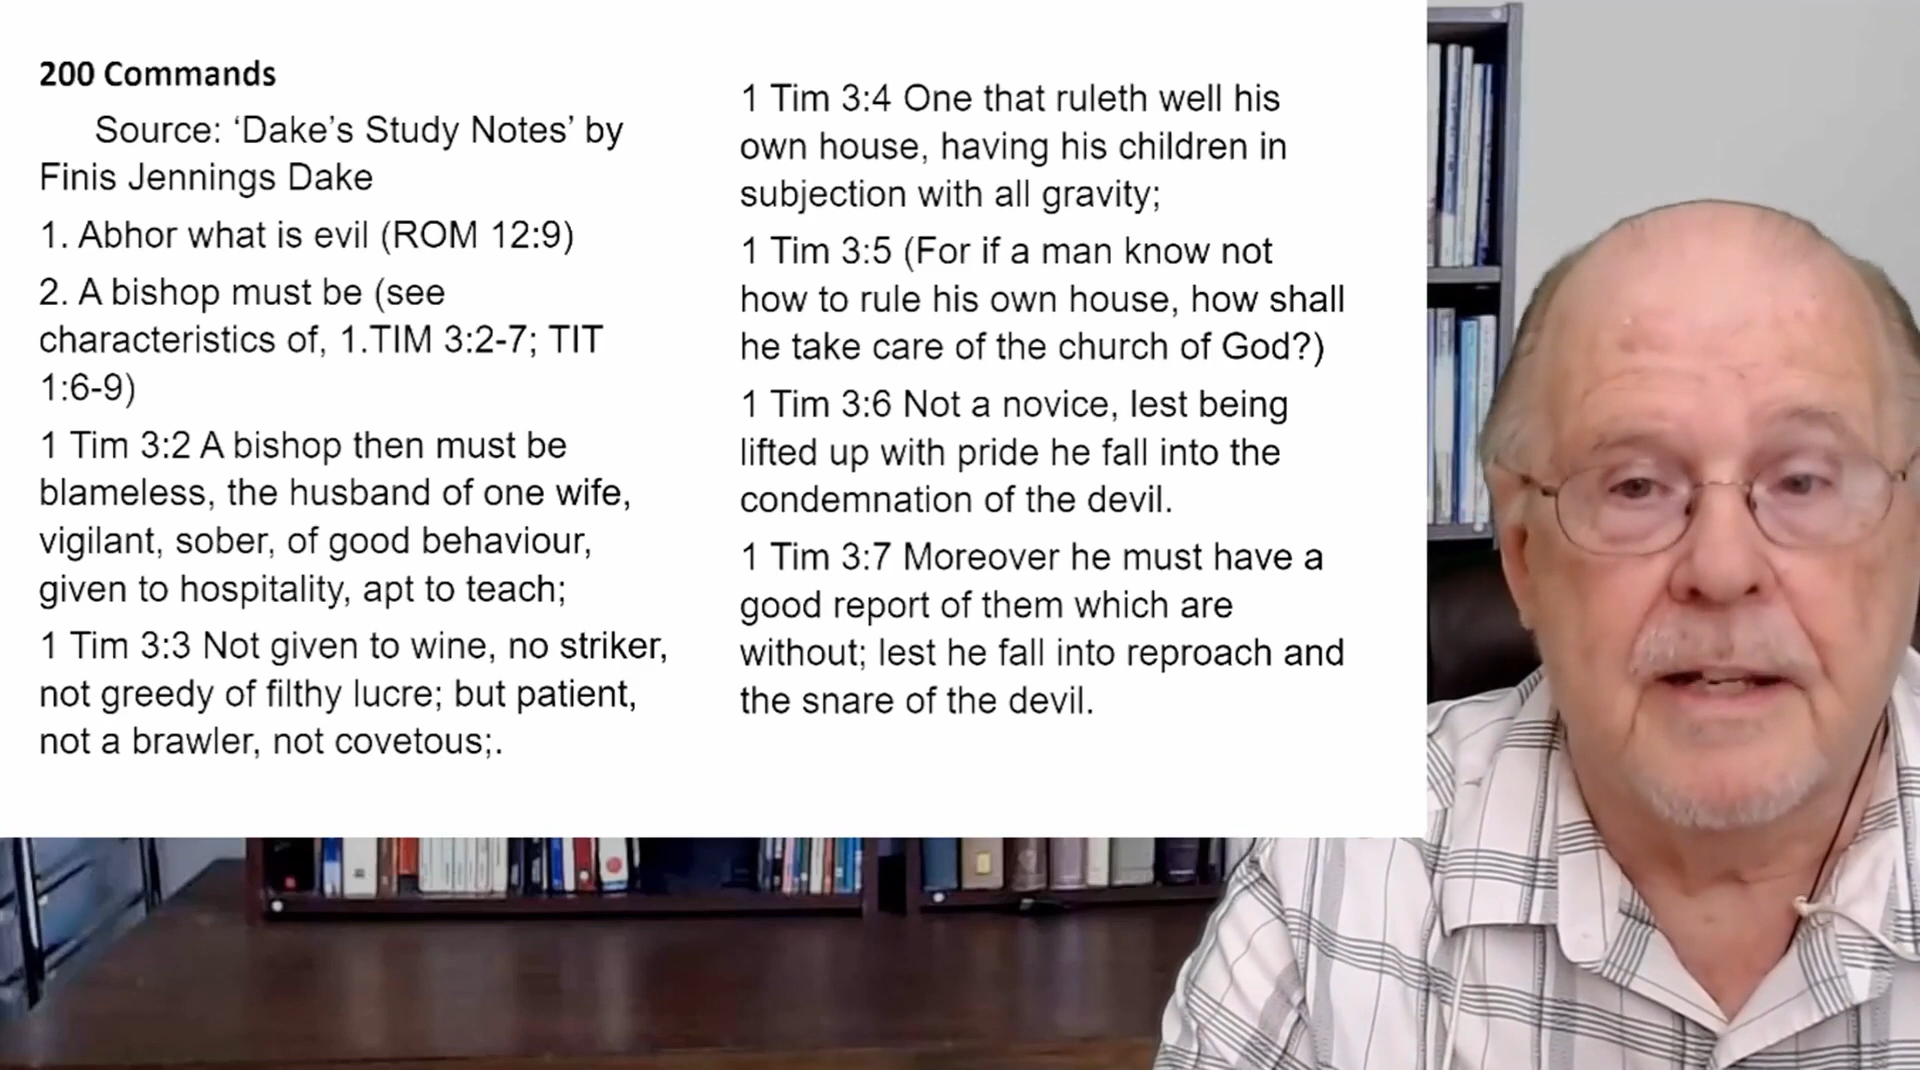 200 Commands
Source: ‘Dake’s Study Notes’ by
Finis Jennings Dake
1. Abhor what is evil (ROM 12:9)
2. A bishop must be (see
characteristics of, 1.TIM 3:2-7; TIT
1:6-9)
1 Tim 3:2 A bishop then must be
blameless, the husband of one wife,
vigilant, sober, of good behaviour,
given to hospitality, apt to teach;
1 Tim 3:3 Not given to wine, no striker,
not greedy of filthy lucre; but patient,
not a brawler, not covetous;.
1 Tim 3:4 One that ruleth well his
own house, having his children in
subjection with all gravity;
1 Tim 3:5 (For if a man know not
how to rule his own house, how shall
he take care of the church of God?)
1 Tim 3:6 Not a novice, lest being
lifted up with pride he fall into the
condemnation of the devil.
1 Tim 3:7 Moreover he must have a
good report of them which are
without; lest he fall into reproach and
the snare of the devil.